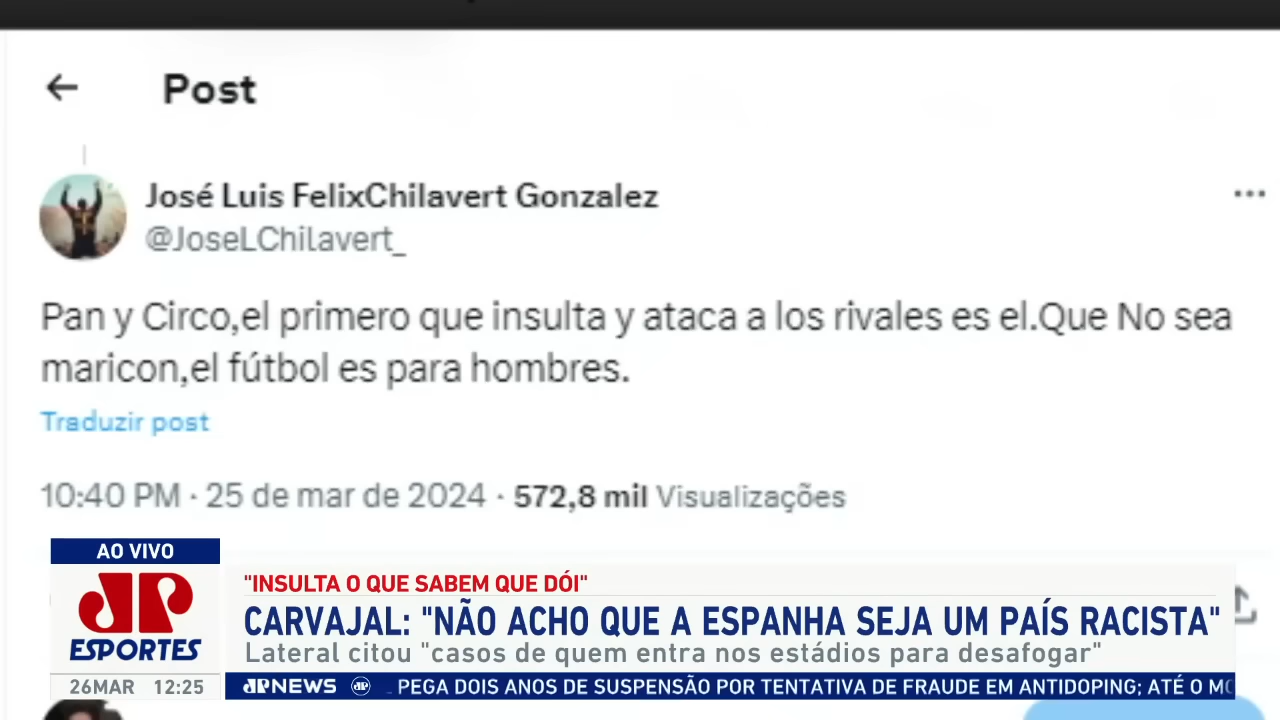 Post
José Luis FelixChilavert Gonzalez
@JoseLChilavert_
Pan y Circo,el primero que insulta y ataca a los rivales es el.Que No sea
maricon,el fútbol es para hombres.
Traduzir post
10:40 PM · 25 de mar de 2024 · 572,8 mil Visualizações
AO VIVO
JP
ESPORTES
26MAR 12:25
"INSULTA O QUE SABEM QUE DÓI"
CARVAJAL: "NÃO ACHO QUE A ESPANHA SEJA UM PAÍS RACISTA"
Lateral citou "casos de quem entra nos estádios para desafogar"
JP NEWS JP PEGA DOIS ANOS DE SUSPENSÃO POR TENTATIVA DE FRAUDE EM ANTIDOPING; ATÉ O